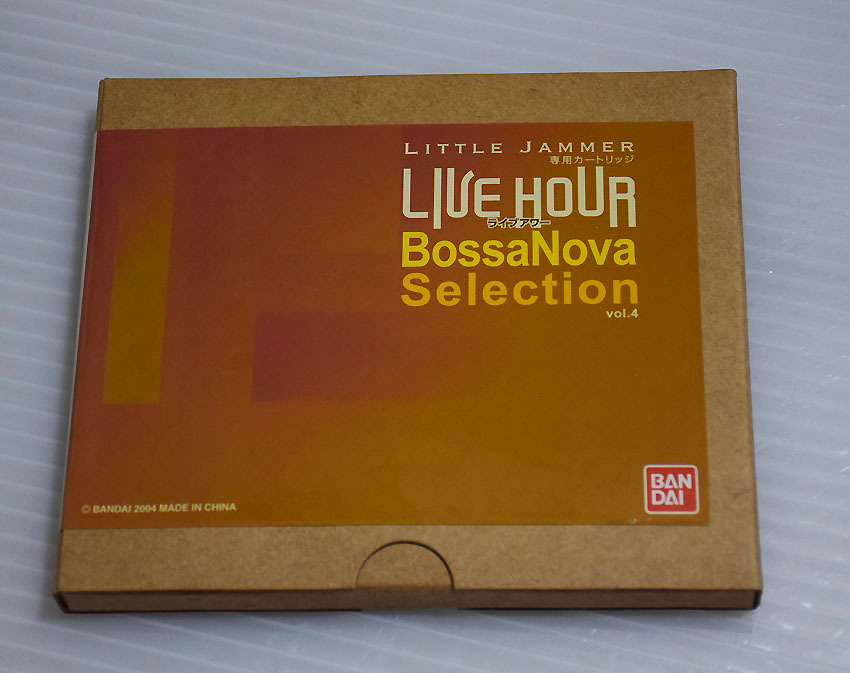 LITTLE JAMMER
専用カートリッジ
LIVE HOUR
ライブアワー
BossaNova
Selection
vol.4
BAN
DAI
© BANDAI 2004 MADE IN CHINA